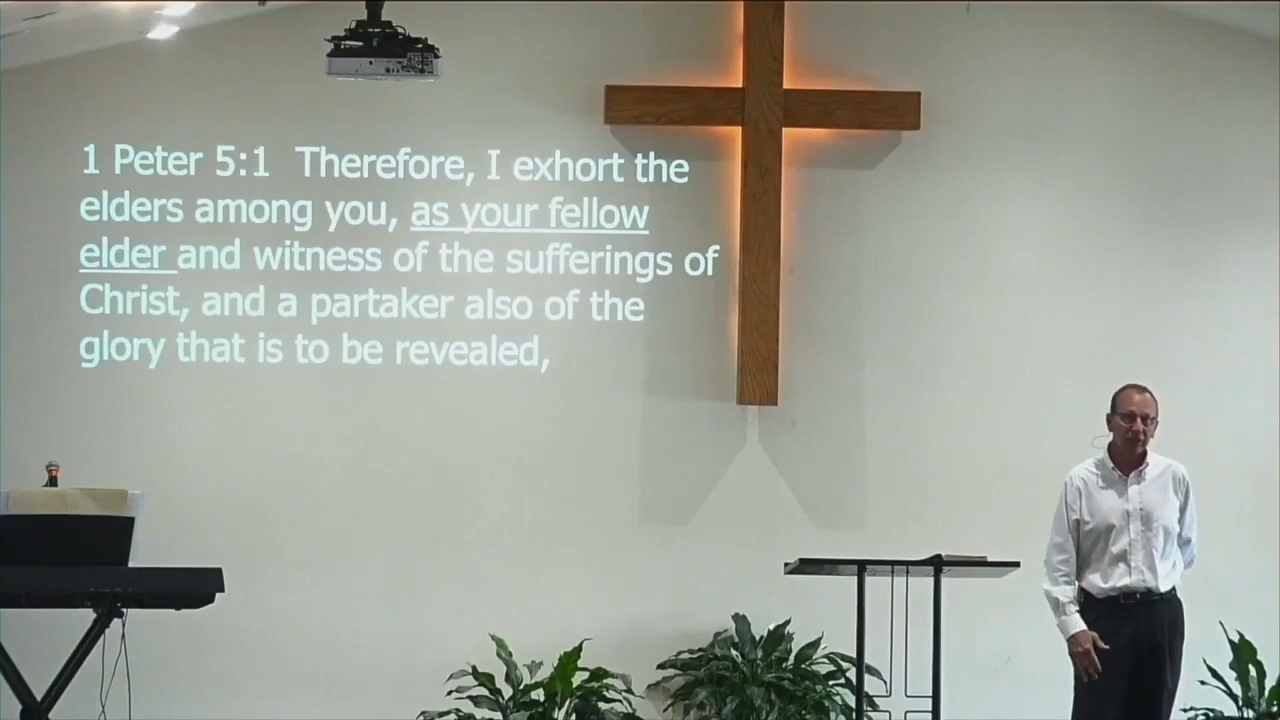 1 Peter 5:1  Therefore, I exhort the
elders among you, as your fellow
elder and witness of the sufferings of
Christ, and a partaker also of the
glory that is to be revealed,